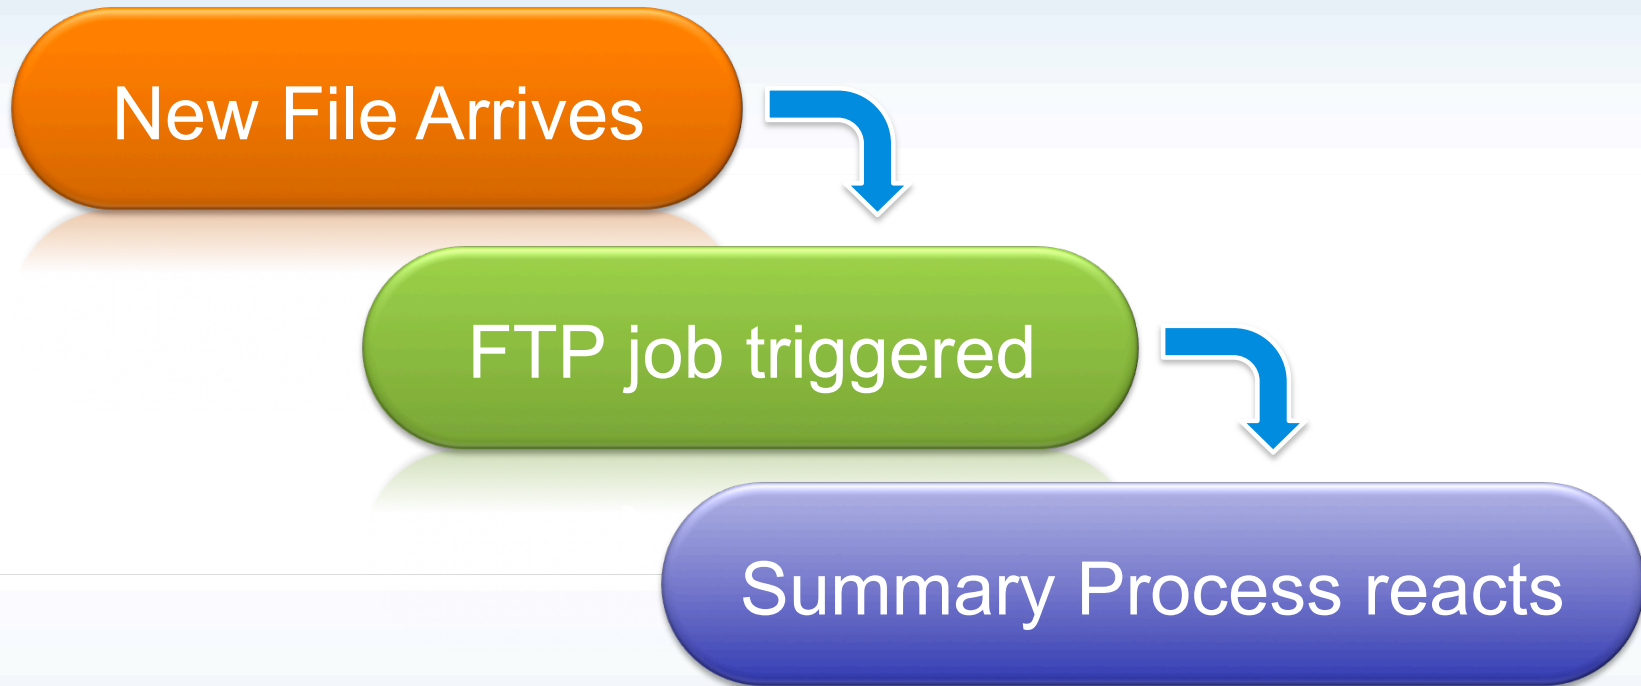 New File Arrives
FTP job triggered
Summary Process reacts